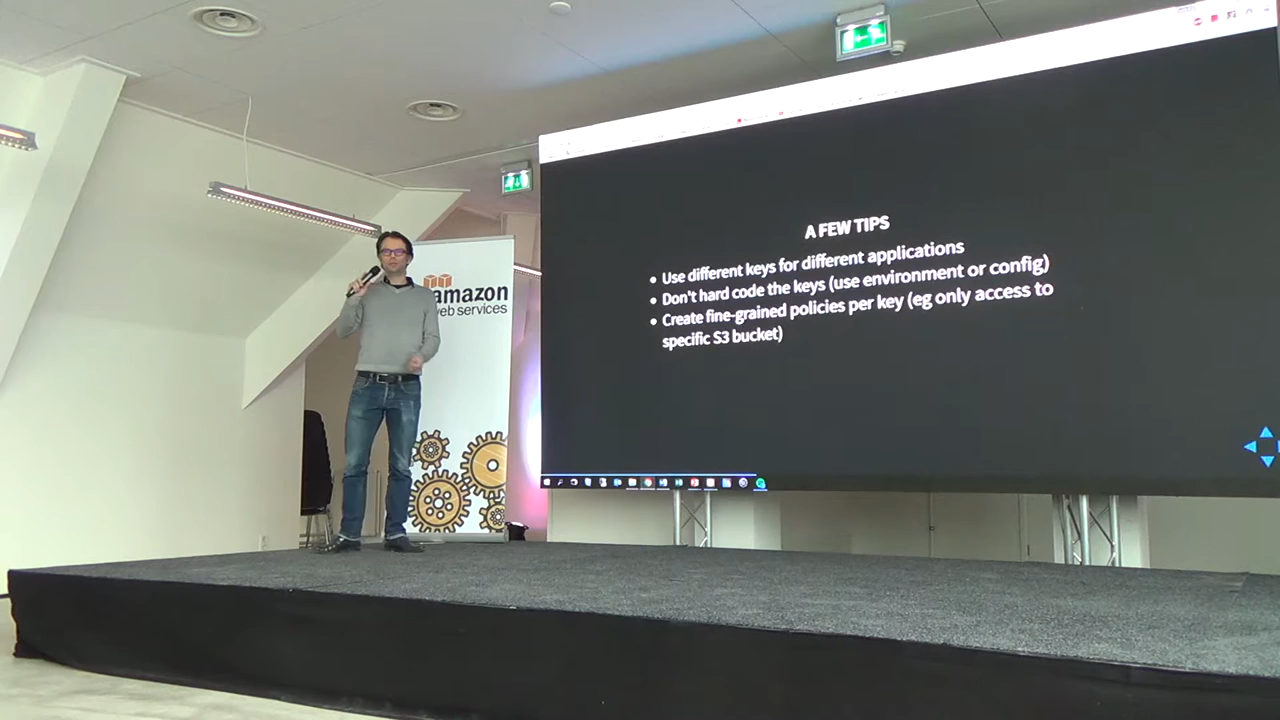 A FEW TIPS
Use different keys for different applications
Don't hard code the keys (use environment or config)
Create fine-grained policies per key (eg only access to
specific S3 bucket)
amazon
web services